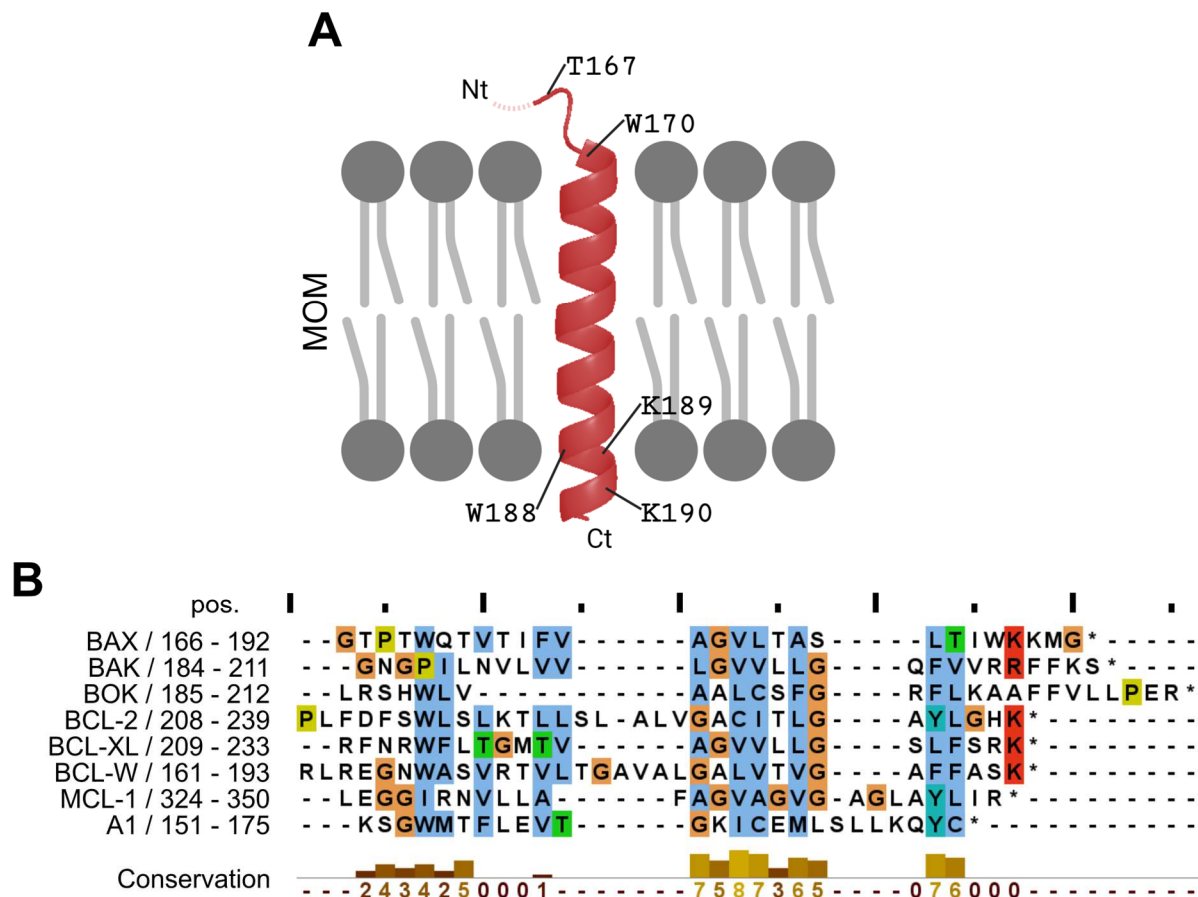 A
T167
Nt
W170
MOM
K189
W188
K190
Ct
B
pos.
BAX / 166 - 192 --GTPTWQTVTIFV------AGVLTAS-----LTIWKKMG*-----
BAK / 184 - 211 ---GNGPILNVLVV------LGVVLLG----QFVVRRFFKS*----
BOK / 185 - 212 --LRSHWLV-----------AALCSFG----RFLKAAFFVLLPER*
BCL-2 / 208 - 239 PLFDFSWLSLKTLLSL-ALVGACITLG----AYLGHK*--------
BCL-XL / 209 - 233 --RFNRWFLTGMTV------AGVVLLG----SLFSRK*--------
BCL-W / 161 - 193 RLREGNWASVRTVLTGAVALGALVTVG----AFFASK*--------
MCL-1 / 324 - 350 --LEGGIRNVLLA------FAGVAGVG-AGLAYLIR*---------
A1 / 151 - 175 ---KSGWMTFLEVT------GKICEMLSLLKQYC*-----------
Conservation
---2434250001-------7587365----076000---------